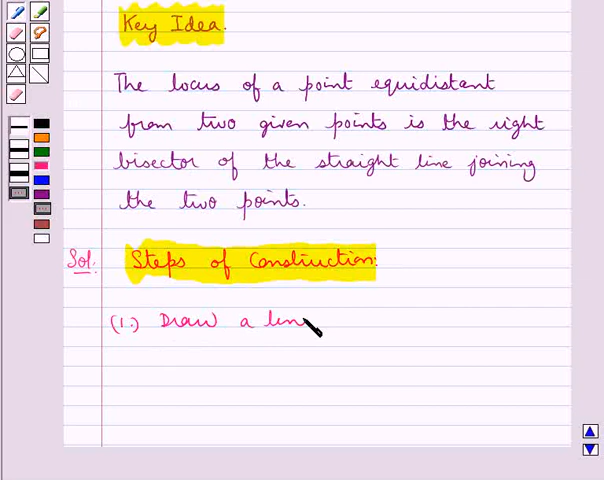 Key Idea.
The locus of a point equidistant
from two given points is the right
bisector of the straight line joining
the two points.
Sol. Steps of Construction:
(1.) Draw a lin